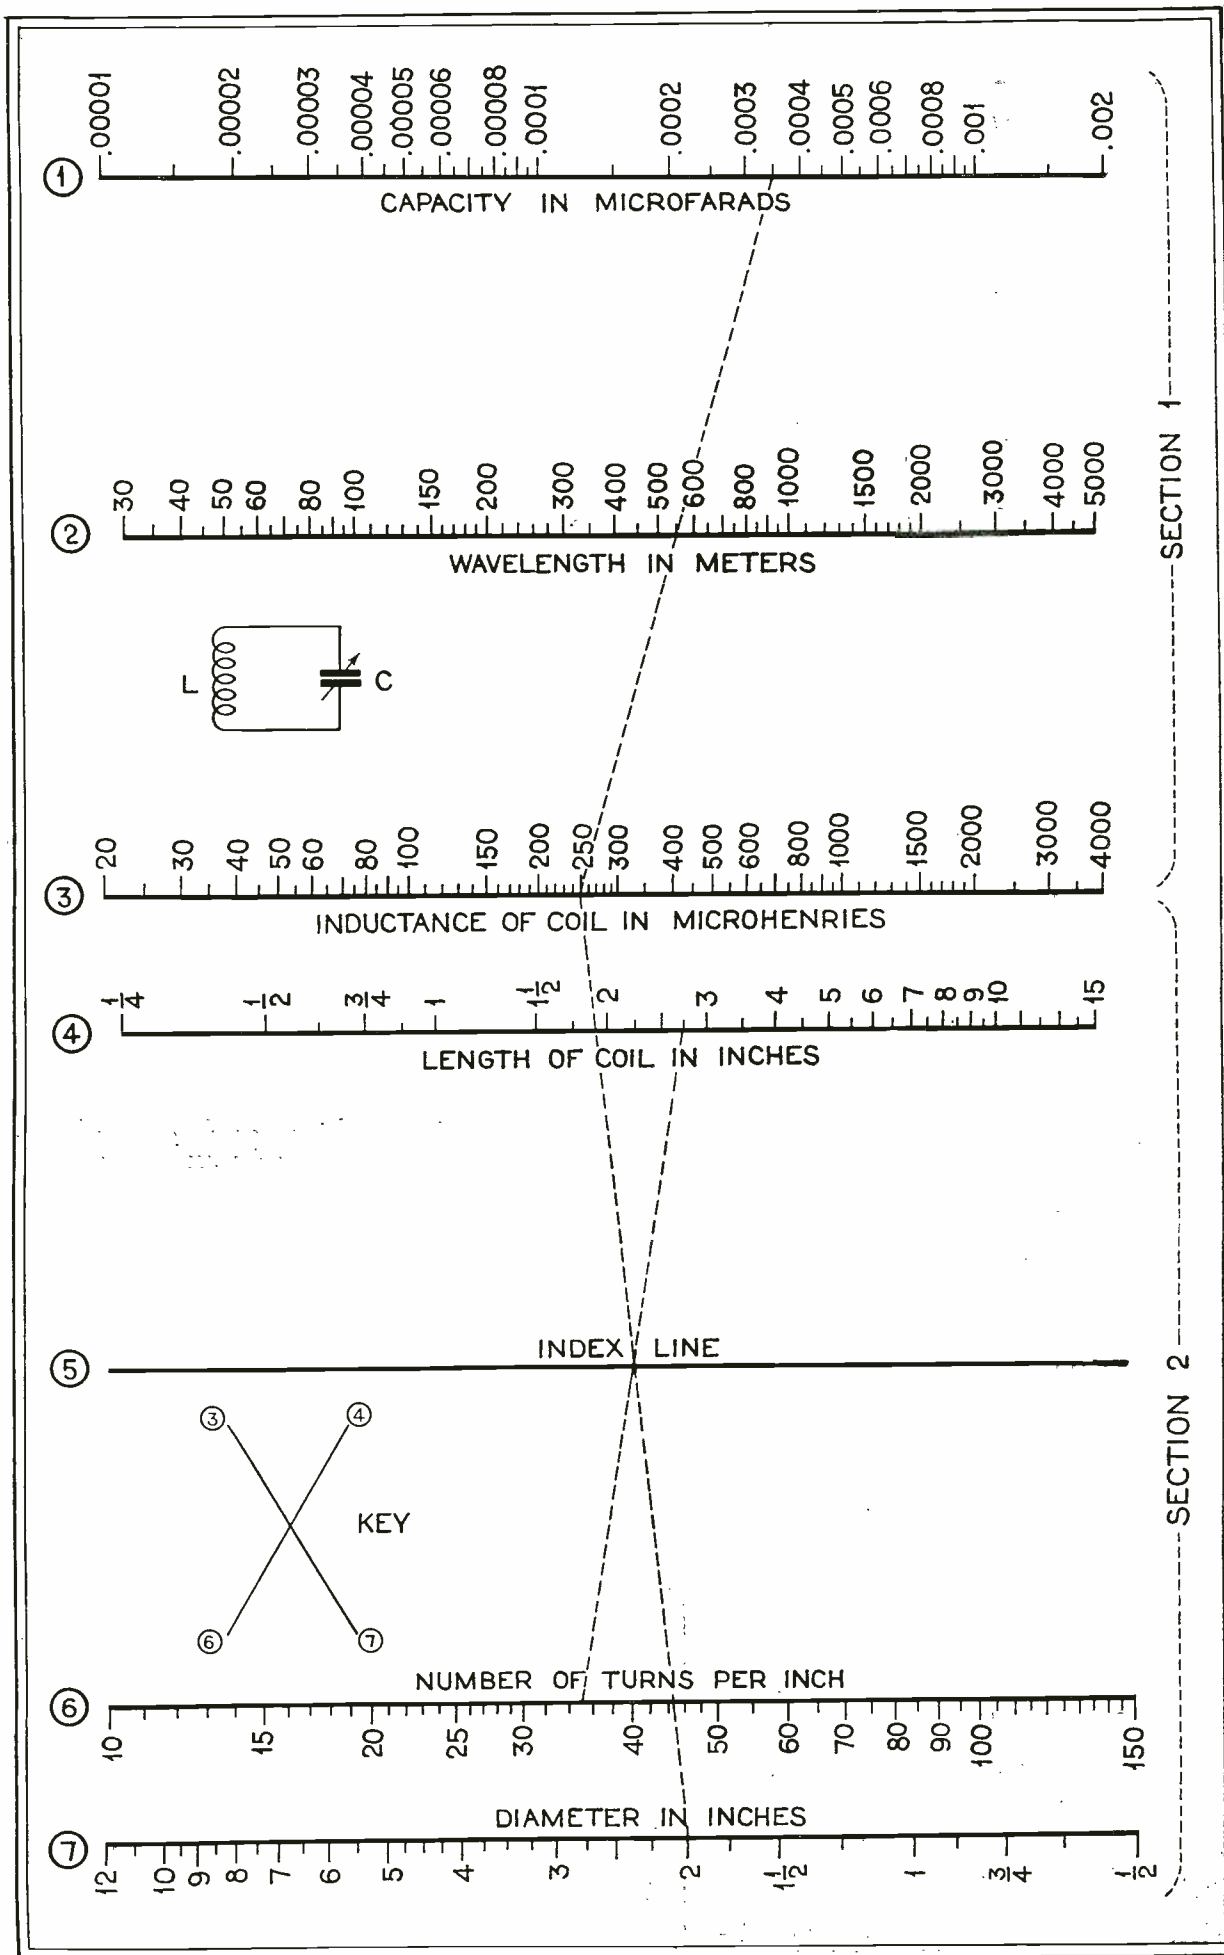 .00001 .00002 .00003 .00004 .00005 .00006 .00008 .0001 .0002 .0003 .0004 .0005 .0006 .0008 .001 .002
1
CAPACITY IN MICROFARADS
30 40 50 60 80 100 150 200 300 400 500 600 800 1000 1500 2000 3000 4000 5000
2
WAVELENGTH IN METERS
SECTION 1
L C
20 30 40 50 60 80 100 150 200 250 300 400 500 600 800 1000 1500 2000 3000 4000
3
INDUCTANCE OF COIL IN MICROHENRIES
1/4 1/2 3/4 1 1 1/2 2 3 4 5 6 7 8 9 10 15
4
LENGTH OF COIL IN INCHES
INDEX LINE
5
3 4
KEY
6 7
SECTION 2
NUMBER OF TURNS PER INCH
6
10 15 20 25 30 40 50 60 70 80 90 100 150
DIAMETER IN INCHES
7
12 10 9 8 7 6 5 4 3 2 1 1/2 1 3/4 1/2